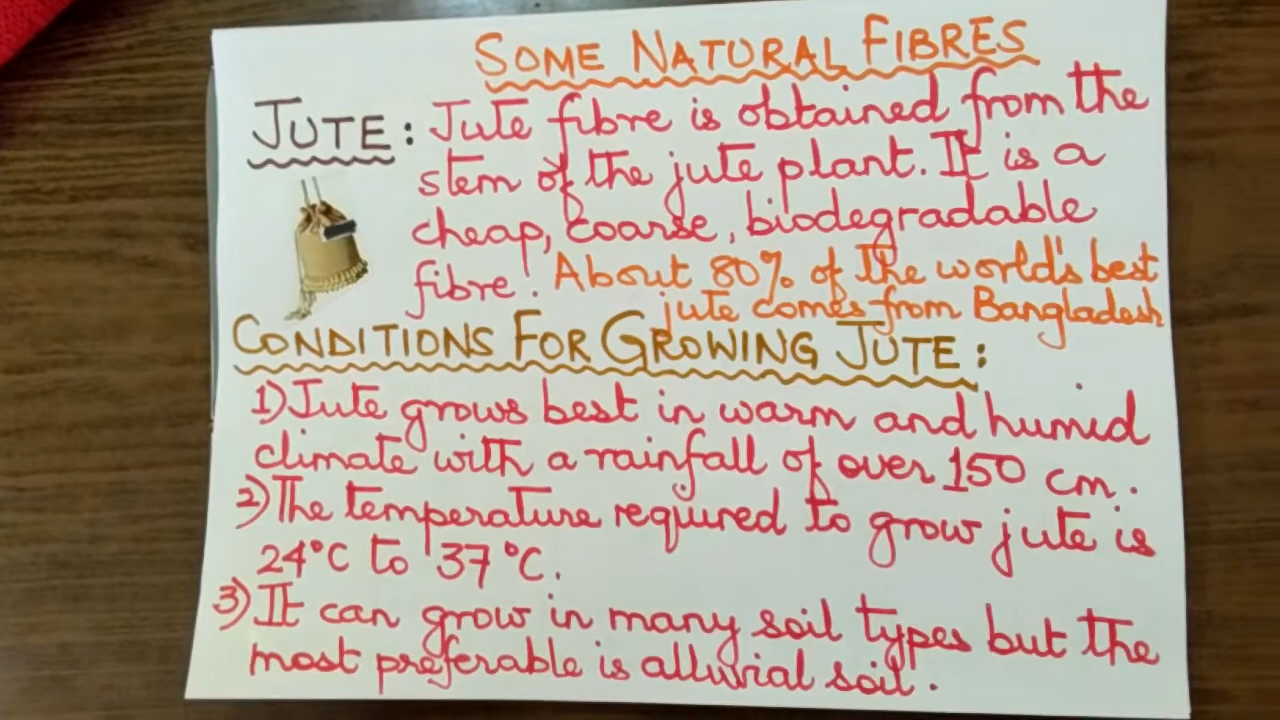 SOME NATURAL FIBRES
JUTE: Jute fibre is obtained from the
stem of the jute plant. It is a
cheap, coarse, biodegradable
fibre. About 80% of the world's best
jute comes from Bangladesh
CONDITIONS FOR GROWING JUTE:
1) Jute grows best in warm and humid
climate with a rainfall of over 150 cm.
2) The temperature required to grow jute is
24°C to 37°C.
3) It can grow in many soil types but the
most preferable is alluvial soil.